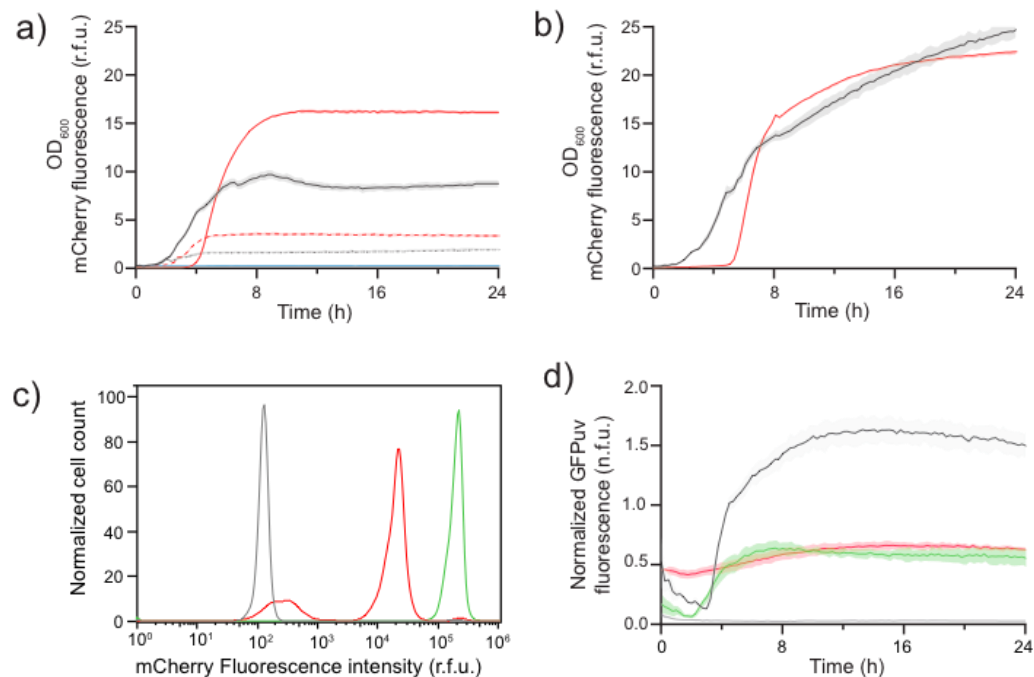 a)
25
20
15
10
5
0
OD600
mCherry fluorescence (r.f.u.)
0 8 16 24
Time (h)
b)
25
20
15
10
5
0
OD600
mCherry fluorescence (r.f.u.)
0 8 16 24
Time (h)
c)
100
80
60
40
20
0
Normalized cell count
10^0 10^1 10^2 10^3 10^4 10^5 10^6
mCherry Fluorescence intensity (r.f.u.)
d)
2.0
1.5
1.0
0.5
0.0
Normalized GFPuv
fluorescence (n.f.u.)
0 8 16 24
Time (h)